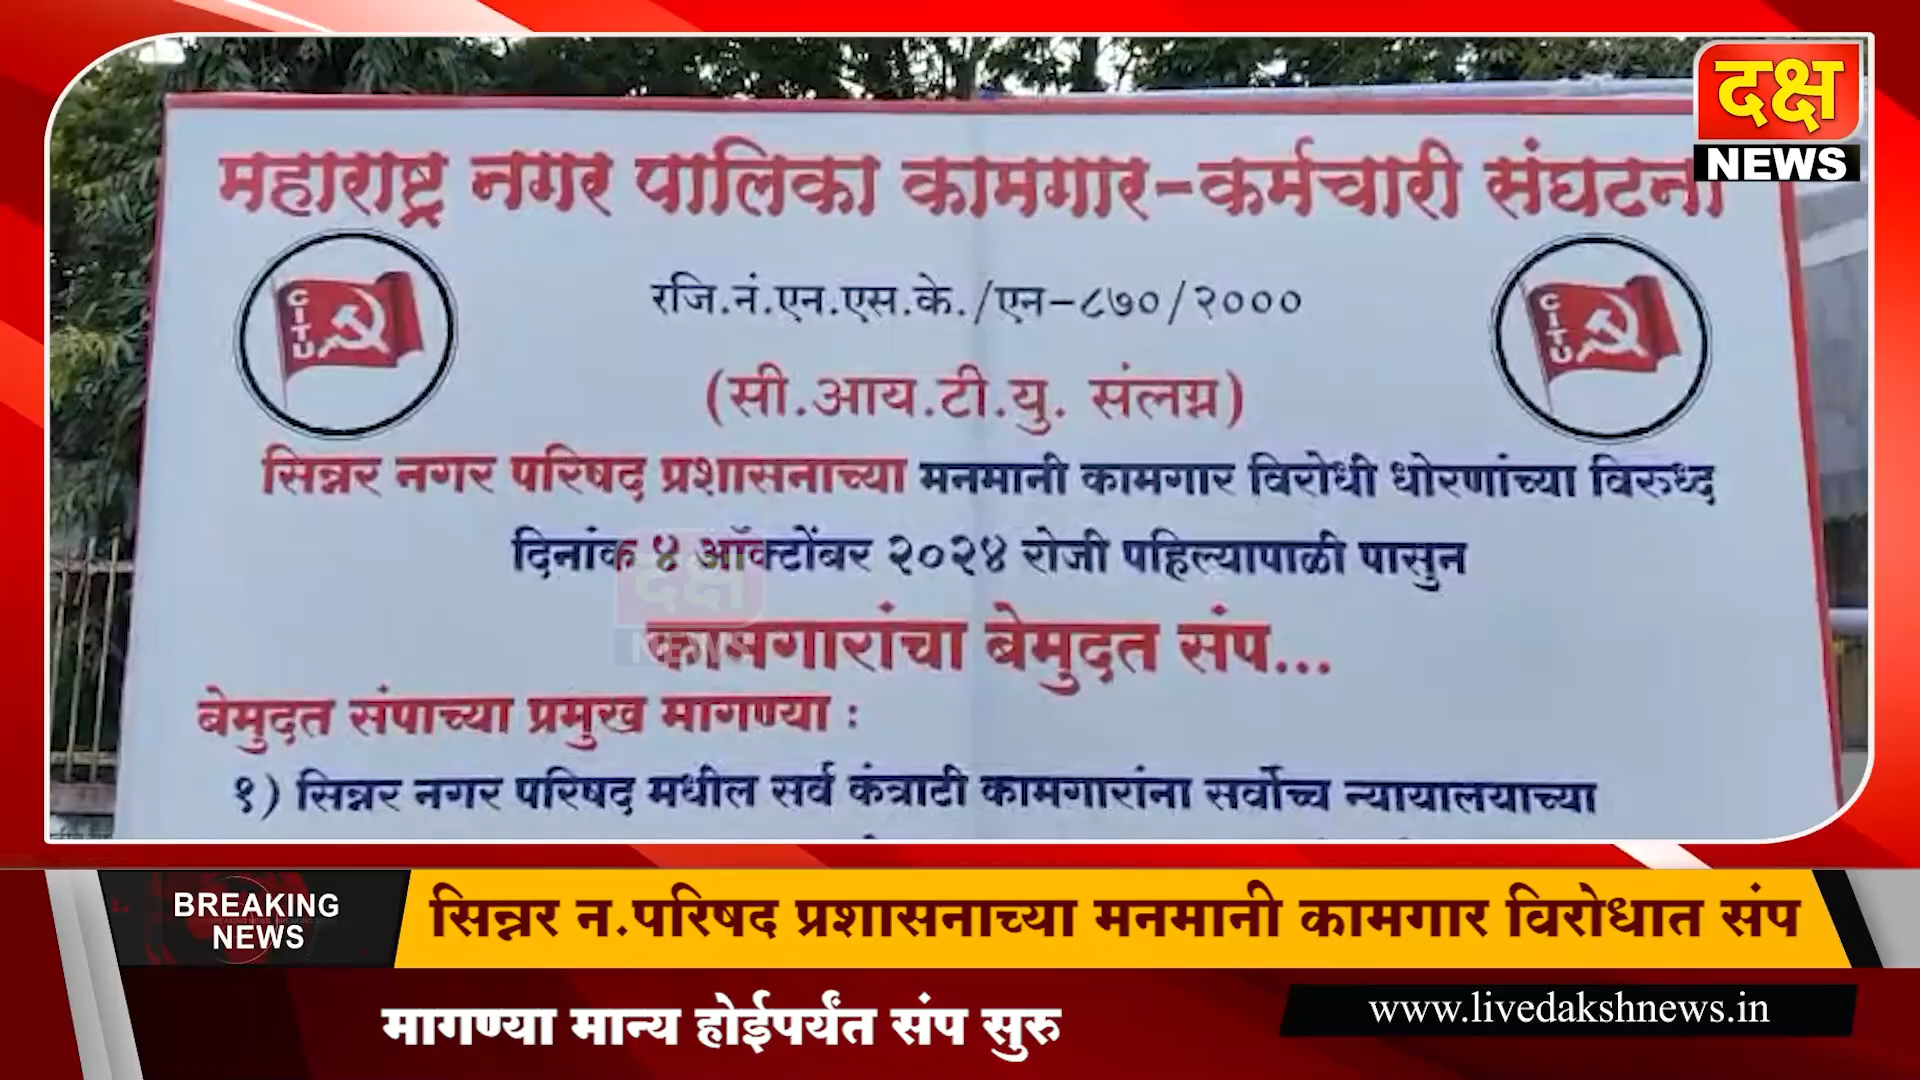 दक्ष
NEWS
महाराष्ट्र नगर पालिका कामगार-कर्मचारी संघटना
CITU
CITU
रजि.नं.एन.एस.के./एन-८७०/२०००
(सी.आय.टी.यु. संलग्न)
सिन्नर नगर परिषद प्रशासनाच्या मनमानी कामगार विरोधी धोरणांच्या विरुध्द
दिनांक ४ ऑक्टोंबर २०२४ रोजी पहिल्यापाळी पासुन
दक्ष
NEWS
कामगारांचा बेमुदत संप...
बेमुदत संपाच्या प्रमुख मागण्या :
१) सिन्नर नगर परिषद मधील सर्व कंत्राटी कामगारांना सर्वोच्च न्यायालयाच्या
BREAKING
NEWS
सिन्नर न.परिषद प्रशासनाच्या मनमानी कामगार विरोधात संप
मागण्या मान्य होईपर्यंत संप सुरु
www.livedakshnews.in